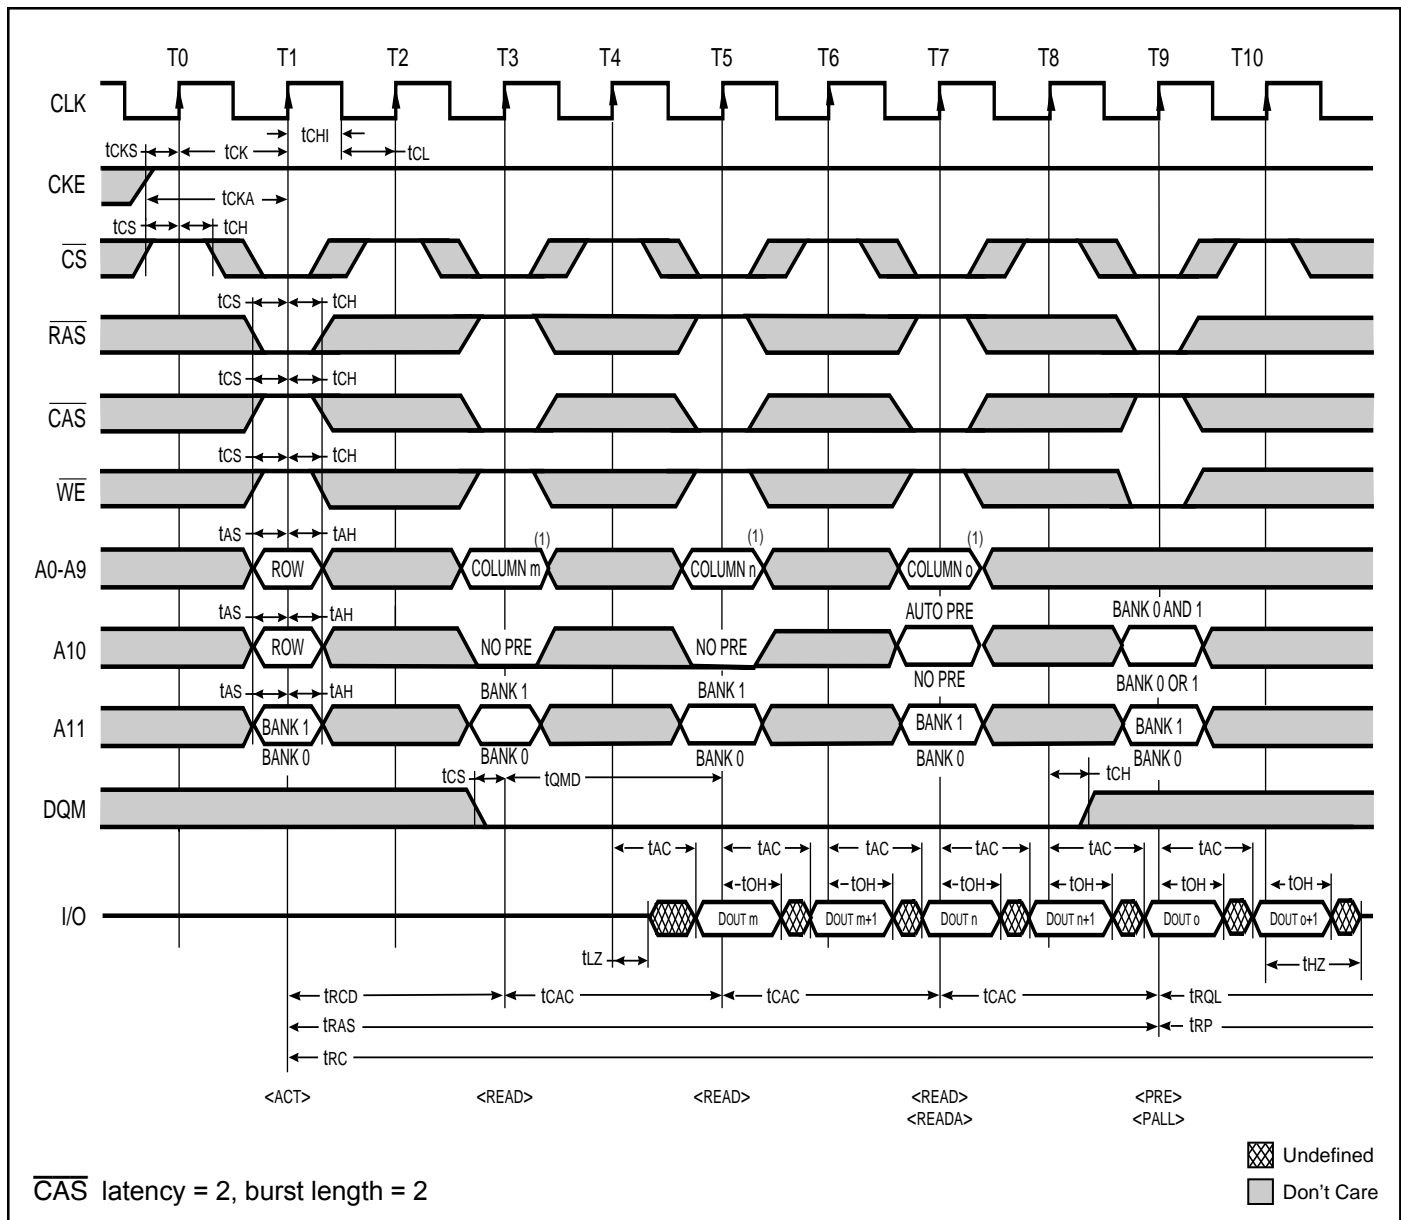 T0 T1 T2 T3 T4 T5 T6 T7 T8 T9 T10
CLK
tCHI
tCKS tCK tCL
CKE
tCKA
tCS tCH
CS
tCS tCH
RAS
tCS tCH
CAS
tCS tCH
WE
tAS tAH (1) (1) (1)
A0-A9 ROW COLUMN m COLUMN n COLUMN o
tAS tAH AUTO PRE BANK 0 AND 1
A10 ROW NO PRE NO PRE
NO PRE BANK 0 OR 1
tAS tAH BANK 1 BANK 1
A11 BANK 1 BANK 1 BANK 1
BANK 0 BANK 0 BANK 0 BANK 0 BANK 0
tCS tQMD tCH
DQM
tAC tAC tAC tAC tAC tAC
tOH tOH tOH tOH tOH tOH
I/O DOUT m DOUT m+1 DOUT n DOUT n+1 DOUT o DOUT o+1
tLZ tHZ
tRCD tCAC tCAC tCAC tRQL
tRAS tRP
tRC
<ACT> <READ> <READ> <READ> <PRE>
<READA> <PALL>
Undefined
CAS latency = 2, burst length = 2
Don't Care